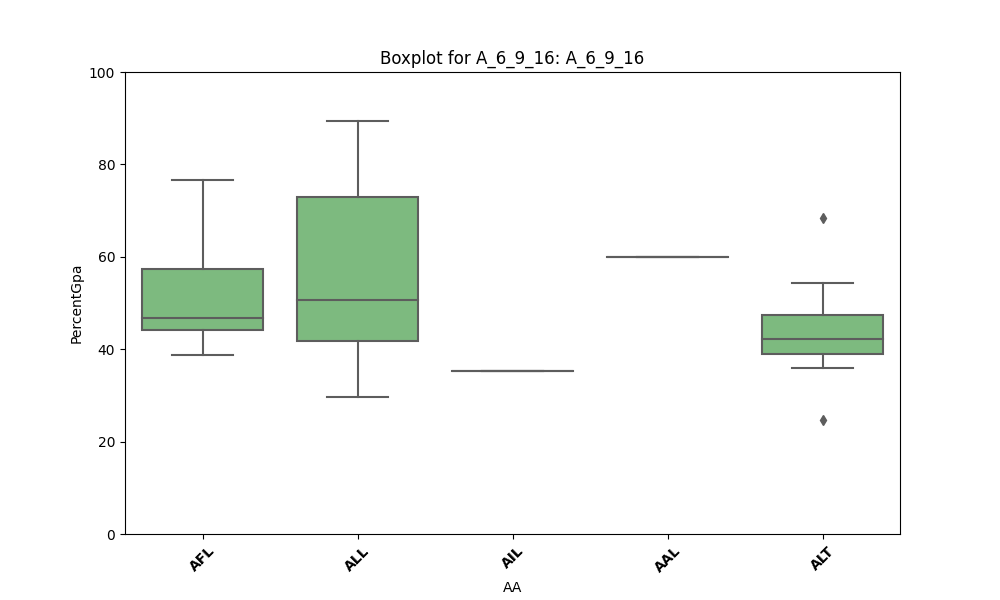 Boxplot for A_6_9_16: A_6_9_16
100
80
60
40
20
0
PercentGpa
AFL
ALL
AIL
AAL
ALT
AA